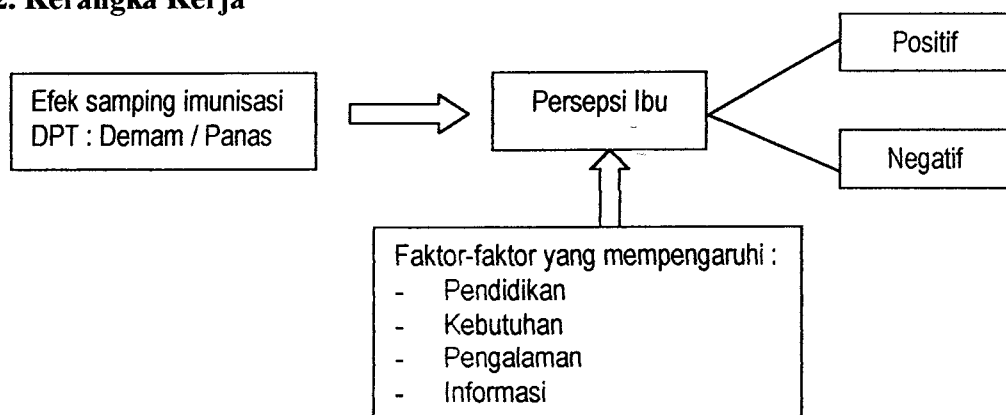 2. Kerangka Kerja
Efek samping imunisasi
DPT : Demam / Panas
Persepsi Ibu
Positif
Negatif
Faktor-faktor yang mempengaruhi :
- Pendidikan
- Kebutuhan
- Pengalaman
- Informasi